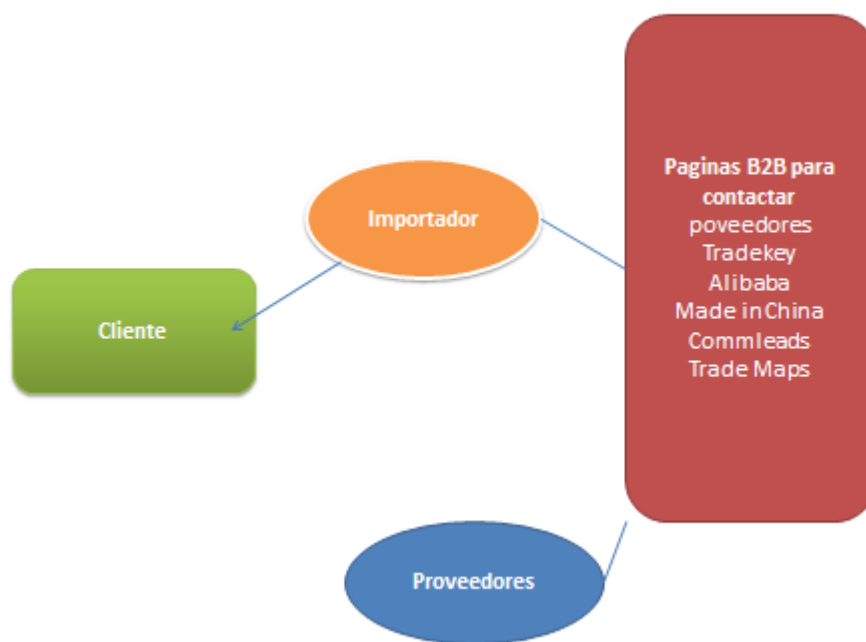 Paginas B2B para
contactar
poveedores
Tradekey
Alibaba
Made in China
Commleads
Trade Maps
Importador
Cliente
Proveedores